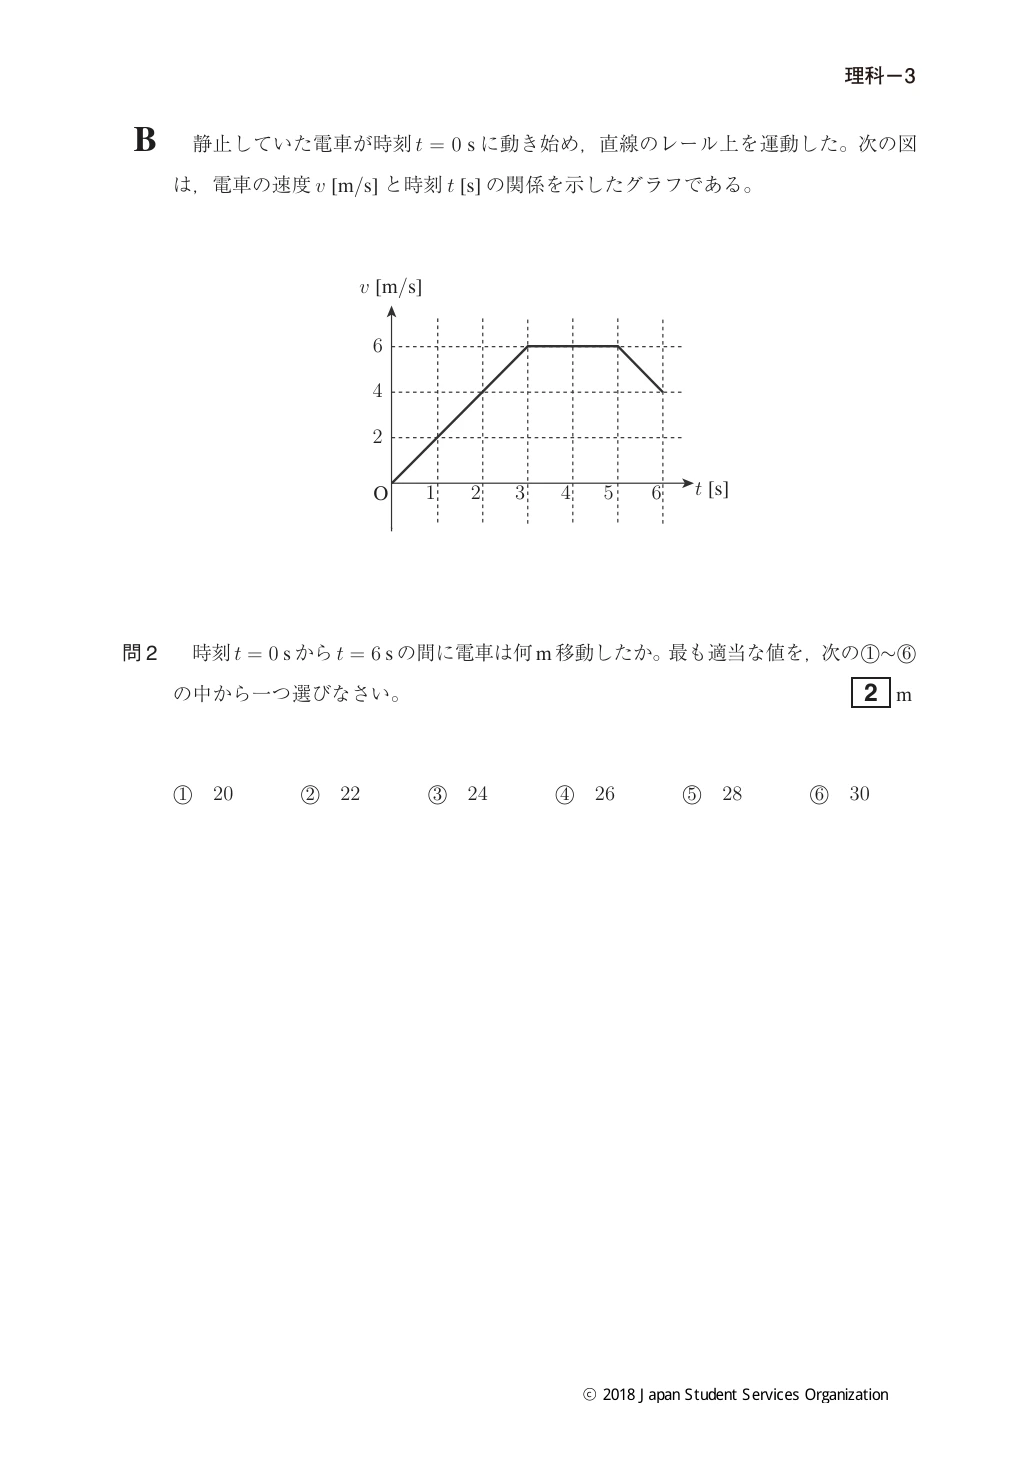 理科－3
B 静止していた電車が時刻 t = 0 s に動き始め，直線のレール上を運動した。次の図
は，電車の速度 v [m/s] と時刻 t [s] の関係を示したグラフである。
v [m/s]
6
4
2
O 1 2 3 4 5 6 t [s]
問2 時刻 t = 0 s から t = 6 s の間に電車は何 m 移動したか。最も適当な値を，次の①～⑥
の中から一つ選びなさい。 2 m
① 20 ② 22 ③ 24 ④ 26 ⑤ 28 ⑥ 30
© 2018 Japan Student Services Organization